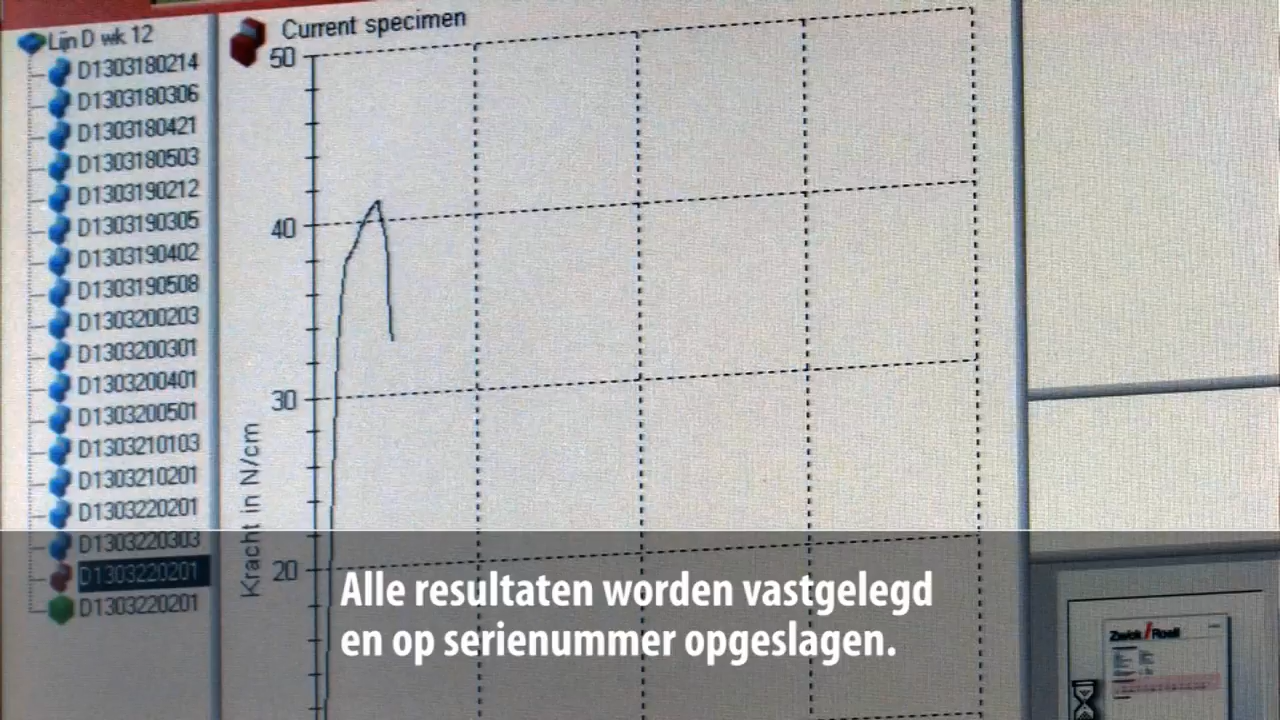 Lijn D wk 12
D1303180214
D1303180306
D1303180421
D1303180503
D1303190212
D1303190305
D1303190402
D1303190508
D1303200203
D1303200301
D1303200401
D1303200501
D1303210103
D1303210201
D1303220201
D1303220303
D1303220201
D1303220201
Current specimen
50
40
30
20
Kracht in N/cm
Alle resultaten worden vastgelegd
en op serienummer opgeslagen.
Zwick / Roell